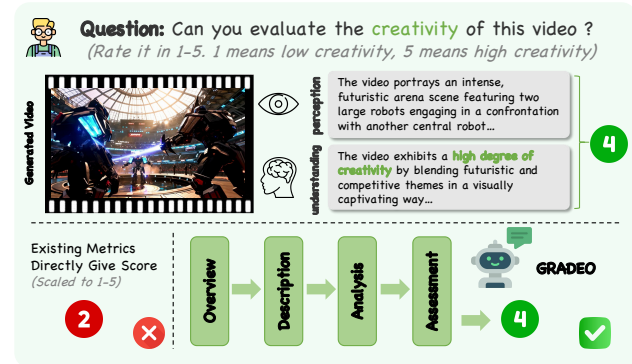 Question: Can you evaluate the creativity of this video ?
(Rate it in 1-5. 1 means low creativity, 5 means high creativity)
Generated Video
perception
The video portrays an intense,
futuristic arena scene featuring two
large robots engaging in a confrontation
with another central robot...
4
understanding
The video exhibits a high degree of
creativity by blending futuristic and
competitive themes in a visually
captivating way...
Existing Metrics
Directly Give Score
(Scaled to 1-5)
2
Overview
Description
Analysis
Assessment
GRADEO
4